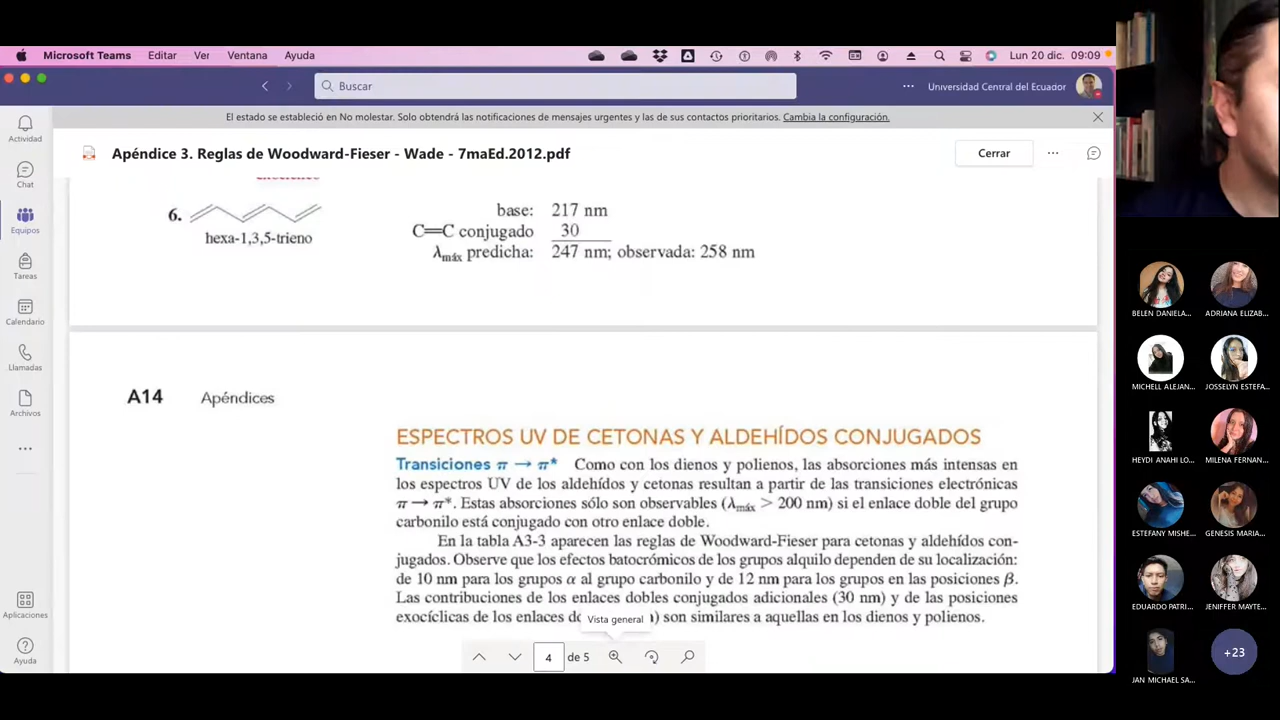 Microsoft Teams Editar Ver Ventana Ayuda Lun 20 dic. 09:09
Buscar
Universidad Central del Ecuador
El estado se estableció en No molestar. Solo obtendrá las notificaciones de mensajes urgentes y las de sus contactos prioritarios. Cambia la configuración.
Apéndice 3. Reglas de Woodward-Fieser - Wade - 7maEd.2012.pdf
Cerrar
Actividad
Chat
Equipos
Tareas
Calendario
Llamadas
Archivos
Aplicaciones
Ayuda
6.
hexa-1,3,5-trieno
base: 217 nm
C═C conjugado 30
λmáx predicha: 247 nm; observada: 258 nm
A14 Apéndices
ESPECTROS UV DE CETONAS Y ALDEHÍDOS CONJUGADOS
Transiciones π → π* Como con los dienos y polienos, las absorciones más intensas en
los espectros UV de los aldehídos y cetonas resultan a partir de las transiciones electrónicas
π → π*. Estas absorciones sólo son observables (λmáx > 200 nm) si el enlace doble del grupo
carbonilo está conjugado con otro enlace doble.
En la tabla A3-3 aparecen las reglas de Woodward-Fieser para cetonas y aldehídos con-
jugados. Observe que los efectos batocrómicos de los grupos alquilo dependen de su localización:
de 10 nm para los grupos α al grupo carbonilo y de 12 nm para los grupos en las posiciones β.
Las contribuciones de los enlaces dobles conjugados adicionales (30 nm) y de las posiciones
exocíclicas de los enlaces do ) son similares a aquellas en los dienos y polienos.
Vista general
4 de 5
BELEN DANIELA...
ADRIANA ELIZAB...
MICHELL ALEJAN...
JOSSELYN ESTEFA...
HEYDI ANAHI LO...
MILENA FERNAN...
ESTEFANY MISHE...
GENESIS MARIA...
EDUARDO PATRI...
JENIFFER MAYTE...
JAN MICHAEL SA...
+23